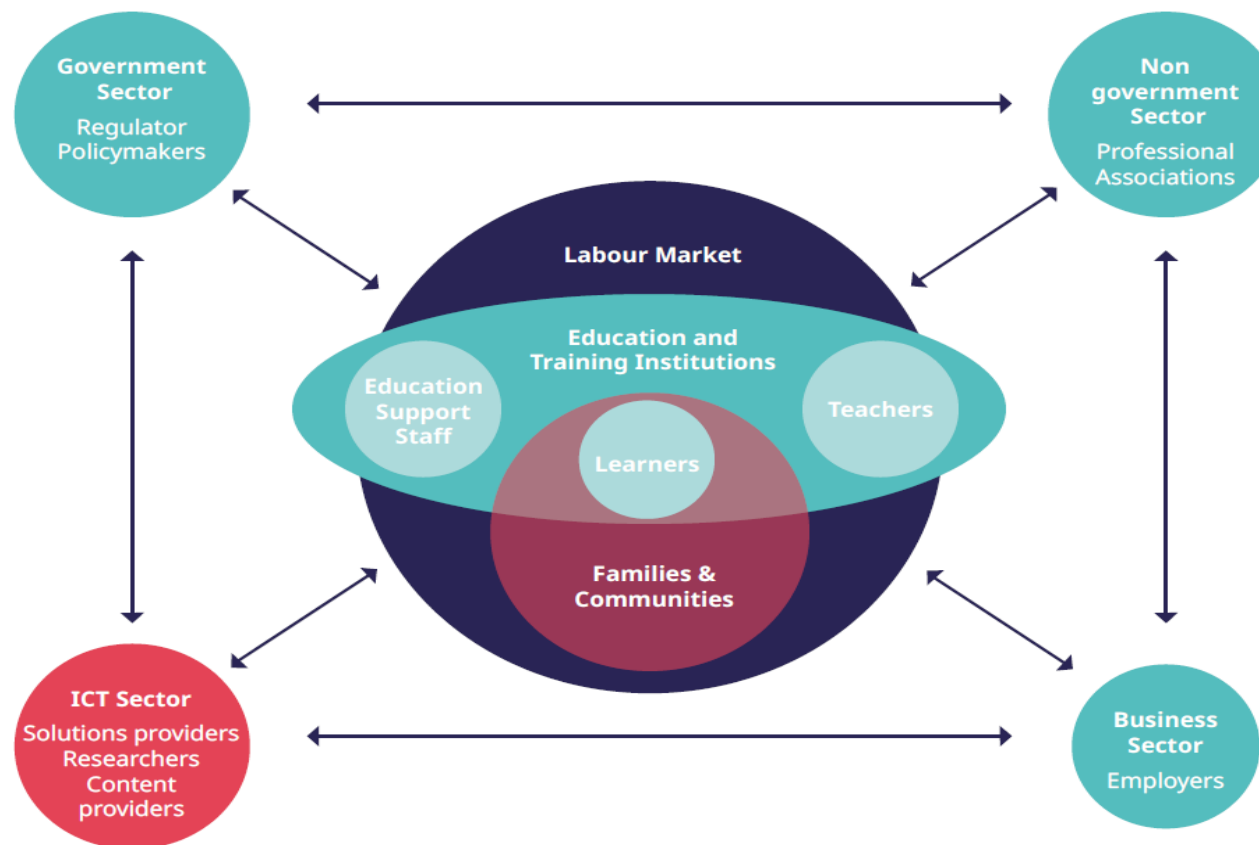 Government
Sector
Regulator
Policymakers
Non
government
Sector
Professional
Associations
Labour Market
Education and
Training Institutions
Education
Support
Staff
Teachers
Learners
Families &
Communities
ICT Sector
Solutions providers
Researchers
Content
providers
Business
Sector
Employers